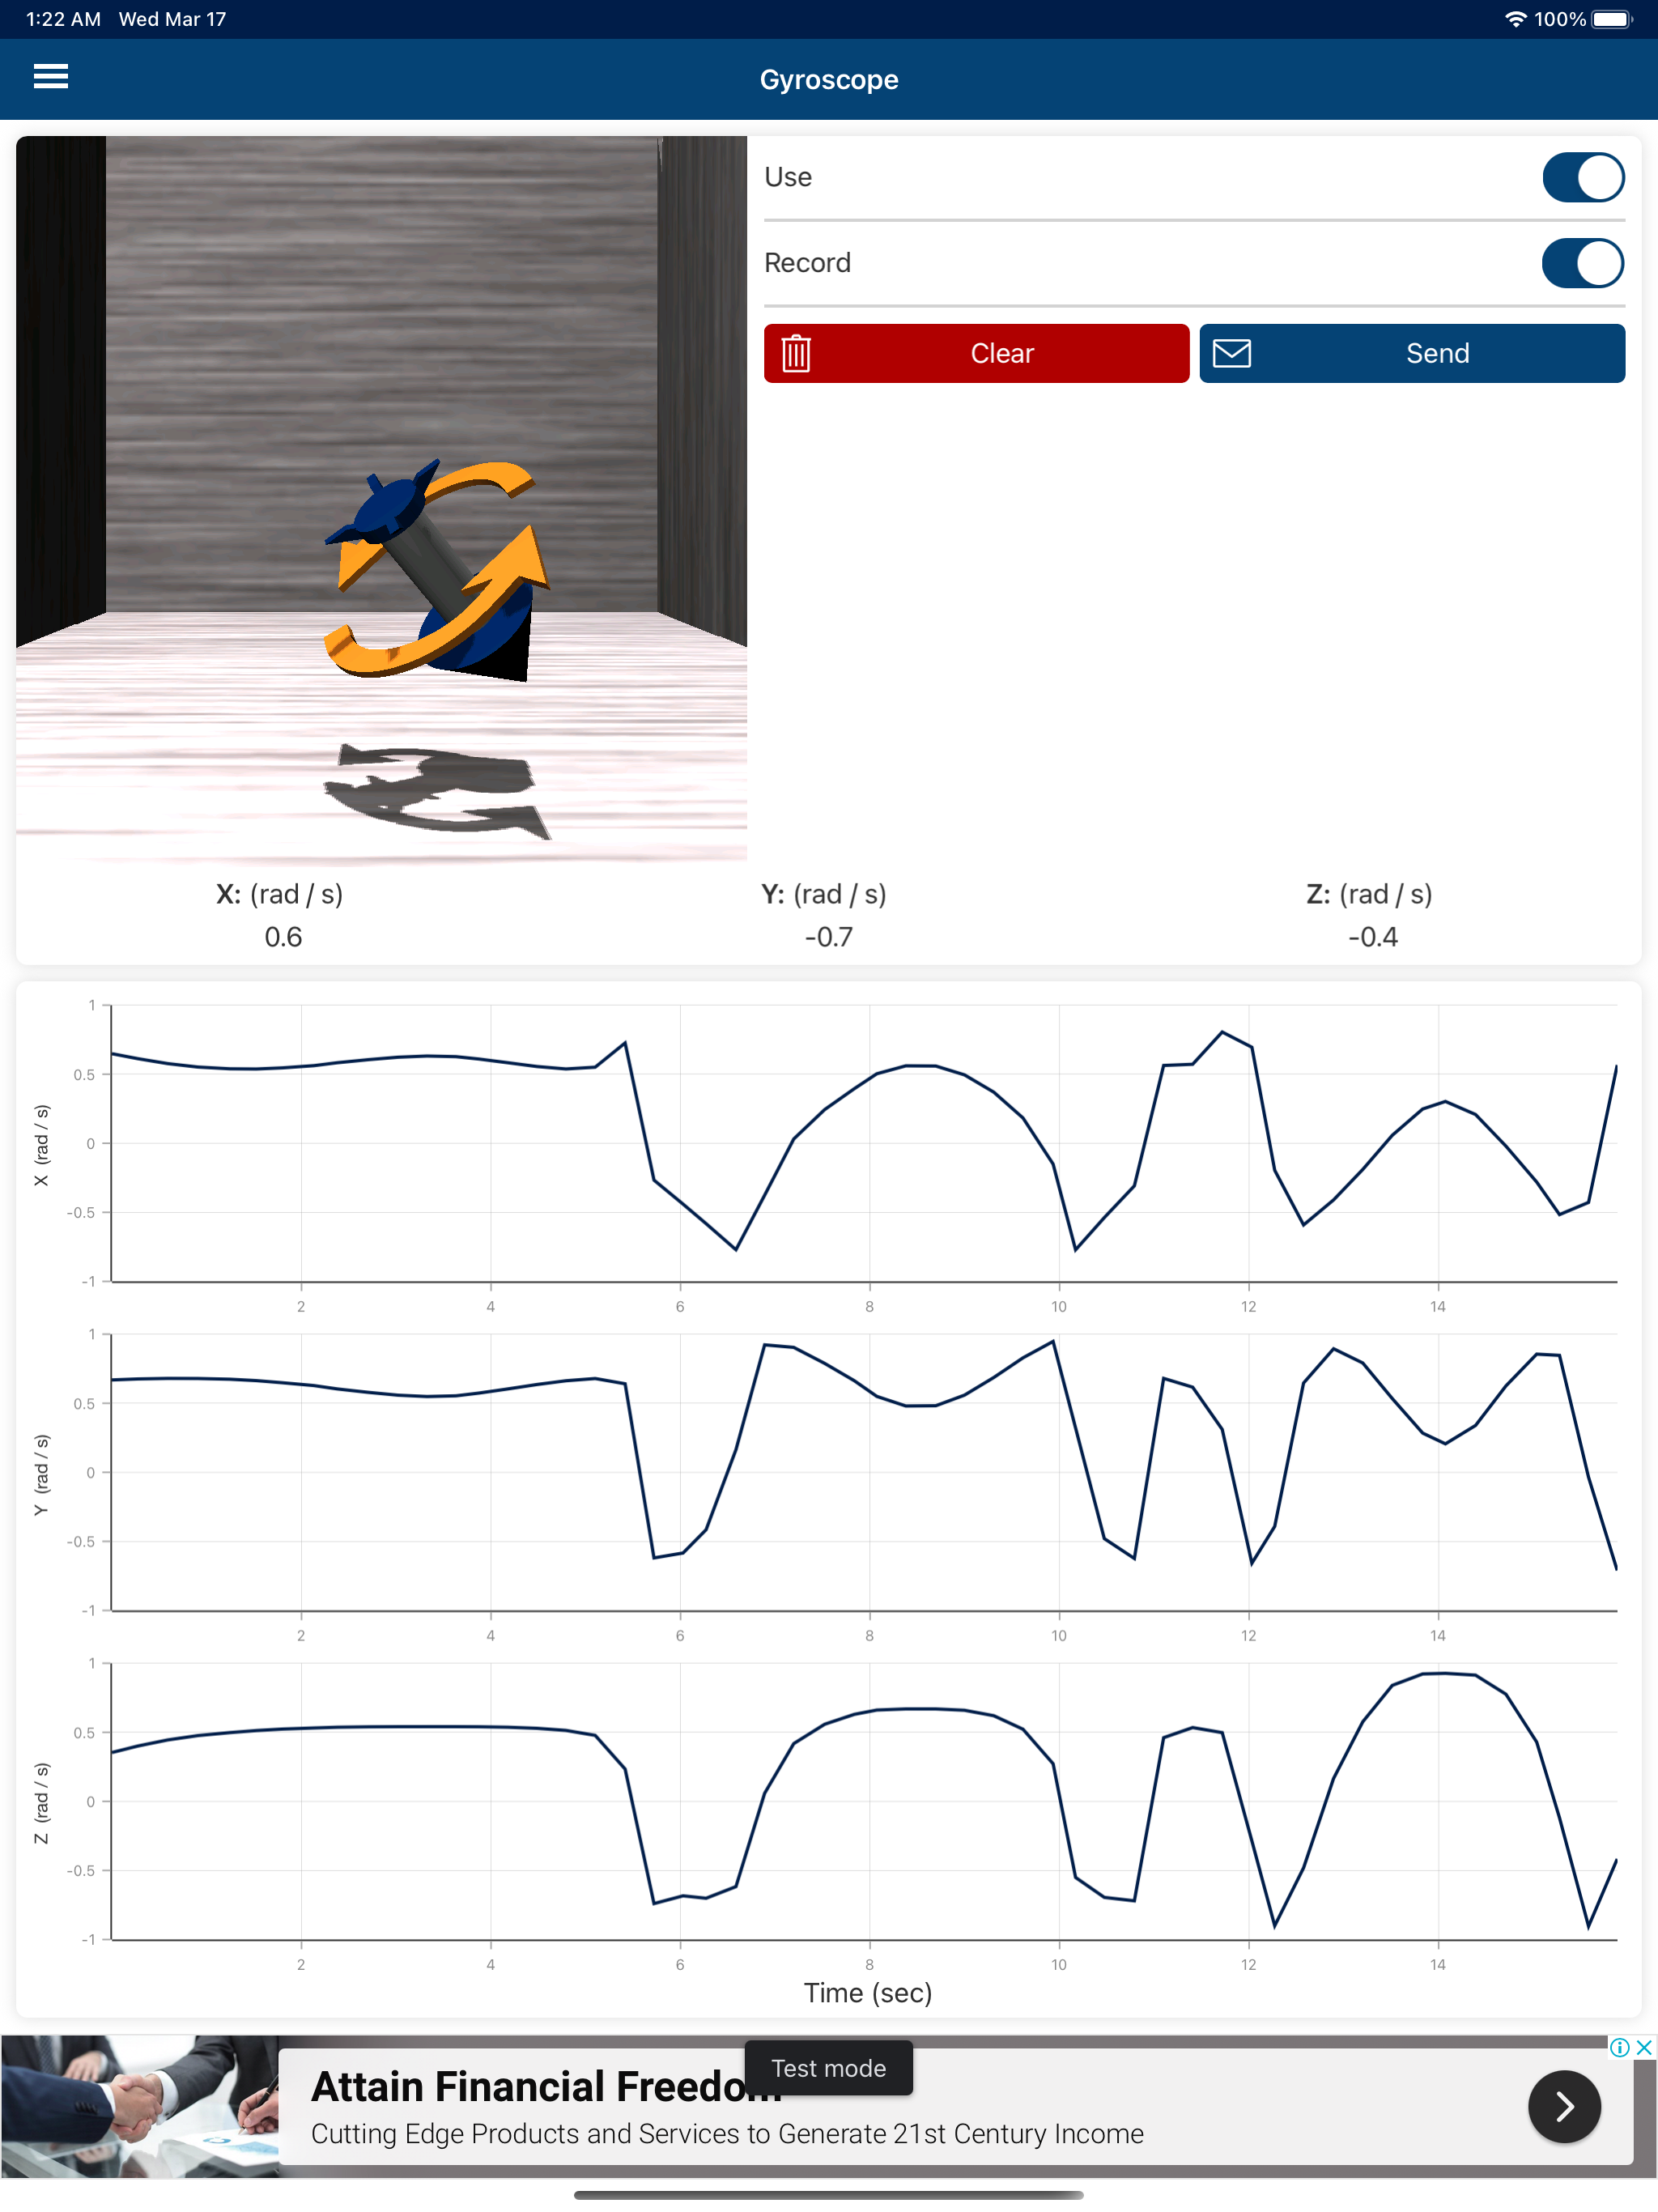 1:22 AM Wed Mar 17 100%
Gyroscope
Use
Record
Clear Send
X: (rad / s) Y: (rad / s) Z: (rad / s)
0.6 -0.7 -0.4
X (rad / s)
1
0.5
0
-0.5
-1
2 4 6 8 10 12 14
Y (rad / s)
1
0.5
0
-0.5
-1
2 4 6 8 10 12 14
Z (rad / s)
1
0.5
0
-0.5
-1
2 4 6 8 10 12 14
Time (sec)
Test mode
Attain Financial Freedom
Cutting Edge Products and Services to Generate 21st Century Income